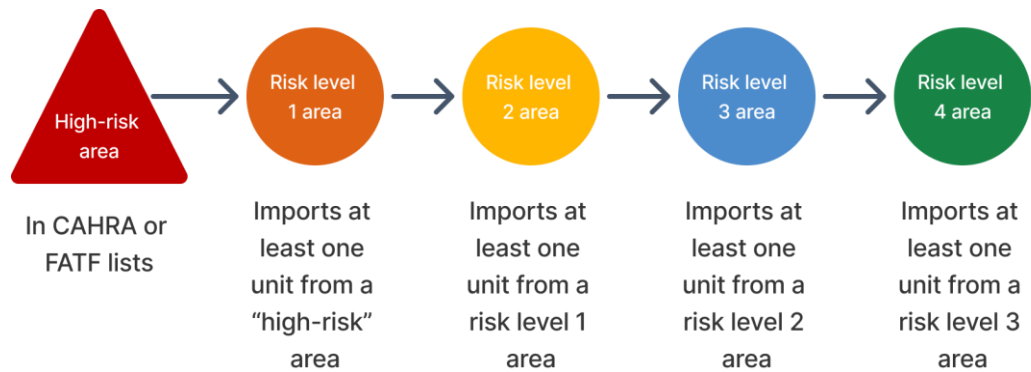 High-risk
area
Risk level
1 area
Risk level
2 area
Risk level
3 area
Risk level
4 area
In CAHRA or
FATF lists
Imports at
least one
unit from a
“high-risk”
area
Imports at
least one
unit from a
risk level 1
area
Imports at
least one
unit from a
risk level 2
area
Imports at
least one
unit from a
risk level 3
area